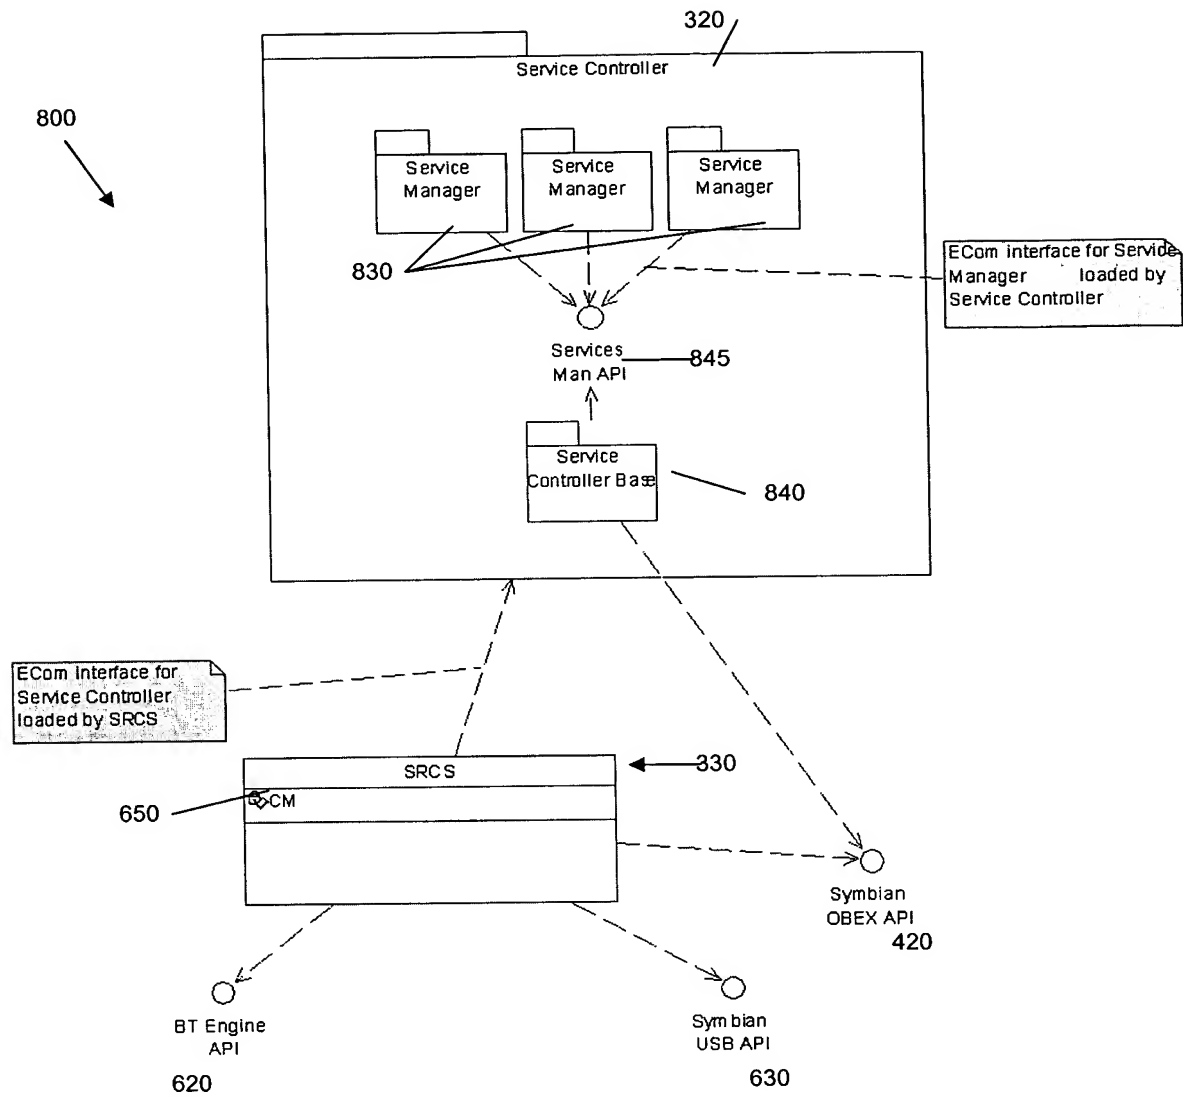 320
Service Controller
800
Service
Manager
Service
Manager
Service
Manager
830
ECom interface for Service
Manager loaded by
Service Controller
Services
Man API
845
Service
Controller Base
840
ECom Interface for
Service Controller
loaded by SRCS
SRCS
330
650
CM
Symbian
OBEX API
420
BT Engine
API
620
Symbian
USB API
630